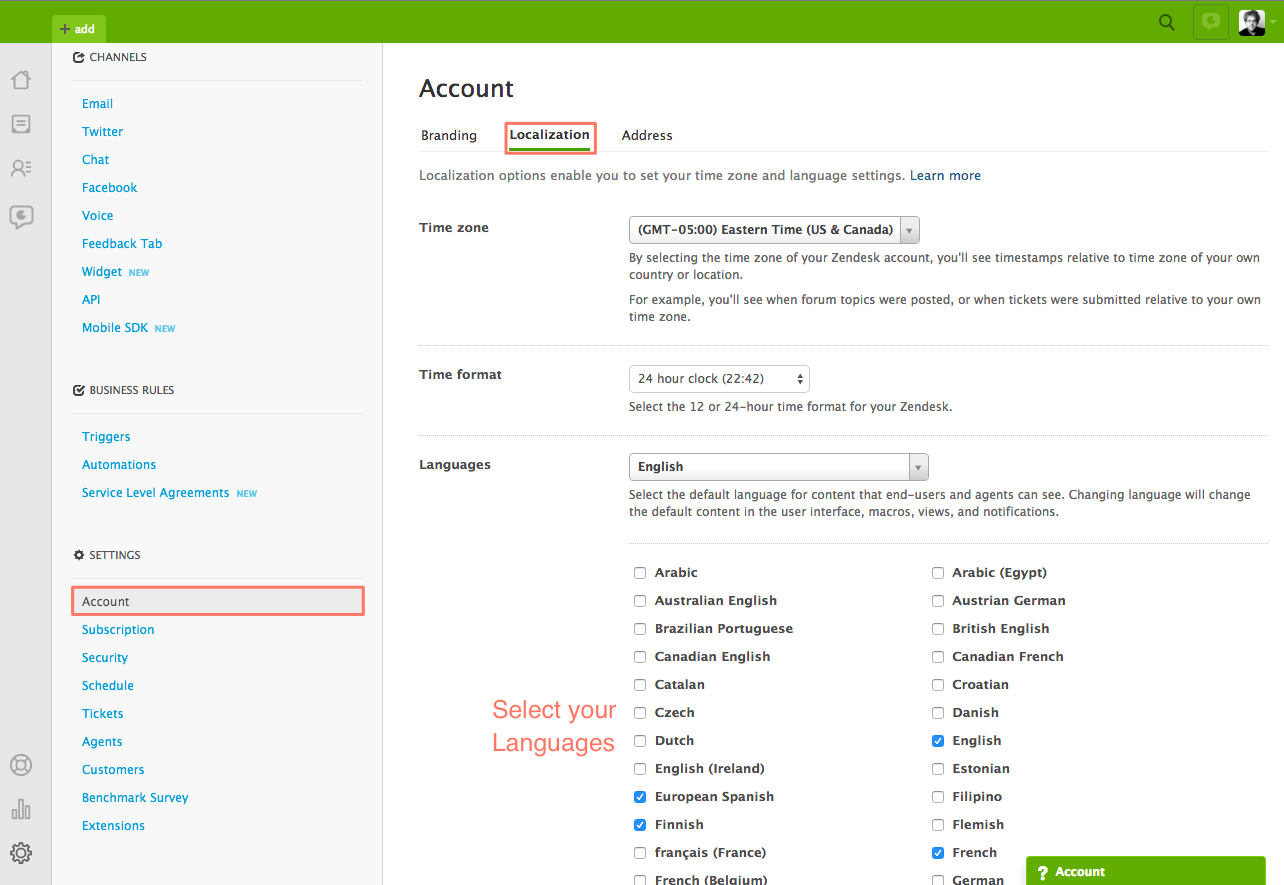 + add
CHANNELS
Email
Twitter
Chat
Facebook
Voice
Feedback Tab
Widget NEW
API
Mobile SDK NEW
BUSINESS RULES
Triggers
Automations
Service Level Agreements NEW
SETTINGS
Account
Subscription
Security
Schedule
Tickets
Agents
Customers
Benchmark Survey
Extensions
Account
Branding Localization Address
Localization options enable you to set your time zone and language settings. Learn more
Time zone
(GMT-05:00) Eastern Time (US & Canada)
By selecting the time zone of your Zendesk account, you'll see timestamps relative to time zone of your own
country or location.
For example, you'll see when forum topics were posted, or when tickets were submitted relative to your own
time zone.
Time format
24 hour clock (22:42)
Select the 12 or 24-hour time format for your Zendesk.
Languages
English
Select the default language for content that end-users and agents can see. Changing language will change
the default content in the user interface, macros, views, and notifications.
Select your
Languages
Arabic Arabic (Egypt)
Australian English Austrian German
Brazilian Portuguese British English
Canadian English Canadian French
Catalan Croatian
Czech Danish
Dutch English
English (Ireland) Estonian
European Spanish Filipino
Finnish Flemish
français (France) French
French (Belgium) German
? Account